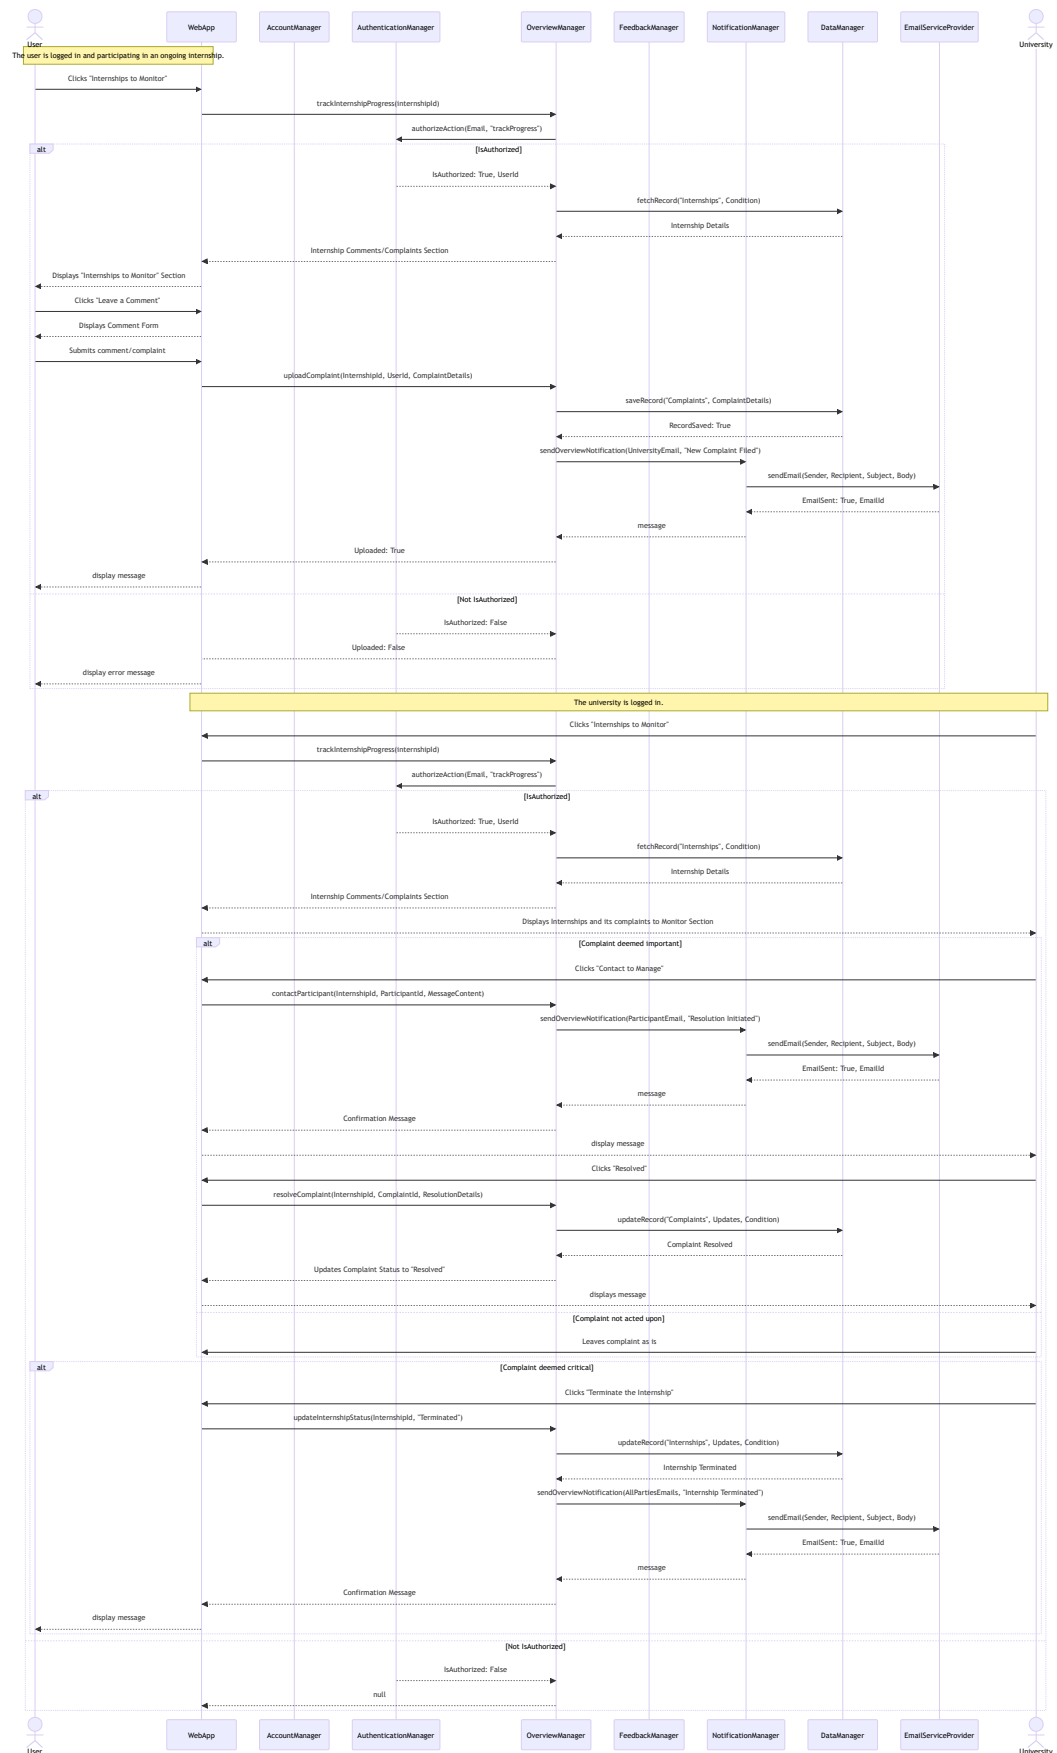 User
WebApp
AccountManager
AuthenticationManager
OverviewManager
FeedbackManager
NotificationManager
DataManager
EmailServiceProvider
University
The user is logged in and participating in an ongoing internship.
Clicks "Internships to Monitor"
trackInternshipProgress(internshipId)
authorizeAction(Email, "trackProgress")
alt
[IsAuthorized]
IsAuthorized: True, UserId
fetchRecord("Internships", Condition)
Internship Details
Internship Comments/Complaints Section
Displays "Internships to Monitor" Section
Clicks "Leave a Comment"
Displays Comment Form
Submits comment/complaint
uploadComplaint(InternshipId, UserId, ComplaintDetails)
saveRecord("Complaints", ComplaintDetails)
RecordSaved: True
sendOverviewNotification(UniversityEmail, "New Complaint Filed")
sendEmail(Sender, Recipient, Subject, Body)
EmailSent: True, EmailId
message
Uploaded: True
display message
[Not IsAuthorized]
IsAuthorized: False
Uploaded: False
display error message
The university is logged in.
Clicks "Internships to Monitor"
trackInternshipProgress(internshipId)
authorizeAction(Email, "trackProgress")
alt
[IsAuthorized]
IsAuthorized: True, UserId
fetchRecord("Internships", Condition)
Internship Details
Internship Comments/Complaints Section
Displays Internships and its complaints to Monitor Section
alt
[Complaint deemed important]
Clicks "Contact to Manage"
contactParticipant(InternshipId, ParticipantId, MessageContent)
sendOverviewNotification(ParticipantEmail, "Resolution Initiated")
sendEmail(Sender, Recipient, Subject, Body)
EmailSent: True, EmailId
message
Confirmation Message
display message
Clicks "Resolved"
resolveComplaint(InternshipId, ComplaintId, ResolutionDetails)
updateRecord("Complaints", Updates, Condition)
Complaint Resolved
Updates Complaint Status to "Resolved"
displays message
[Complaint not acted upon]
Leaves complaint as is
alt
[Complaint deemed critical]
Clicks "Terminate the Internship"
updateInternshipStatus(InternshipId, "Terminated")
updateRecord("Internships", Updates, Condition)
Internship Terminated
sendOverviewNotification(AllPartiesEmails, "Internship Terminated")
sendEmail(Sender, Recipient, Subject, Body)
EmailSent: True, EmailId
message
Confirmation Message
display message
[Not IsAuthorized]
IsAuthorized: False
null
User
WebApp
AccountManager
AuthenticationManager
OverviewManager
FeedbackManager
NotificationManager
DataManager
EmailServiceProvider
University